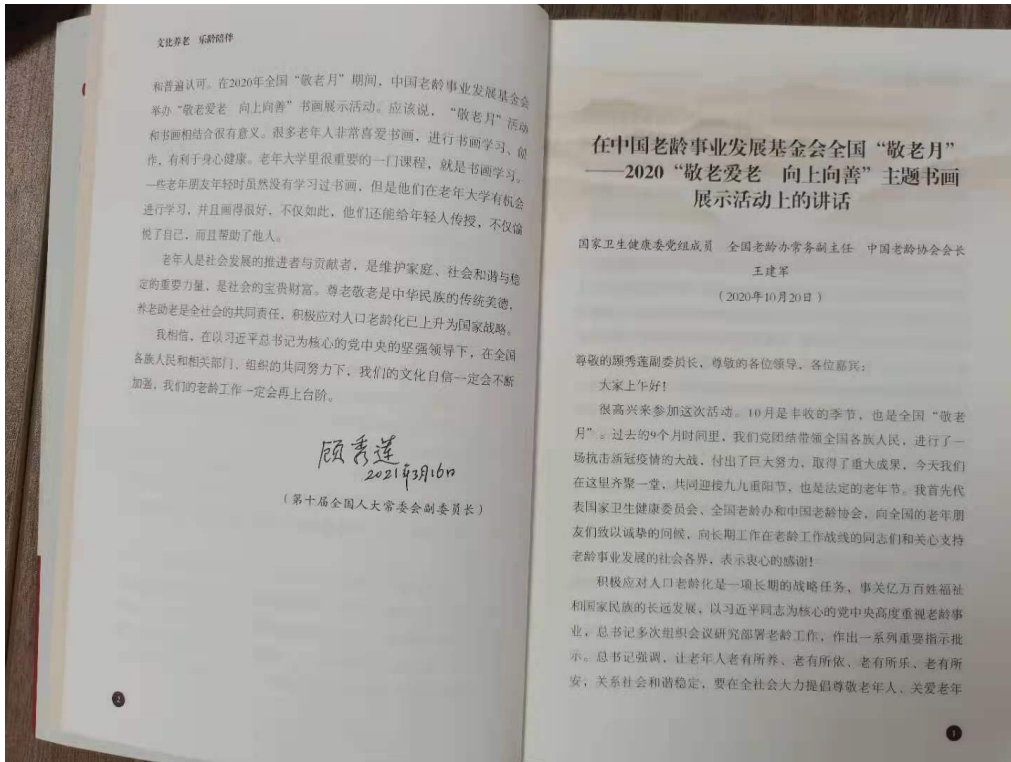 文化养老 乐龄陪伴
和普遍认可。在2020年全国“敬老月”期间，中国老龄事业发展基金会
举办“敬老爱老 向上向善”书画展示活动。应该说，“敬老月”活动
和书画相结合很有意义。很多老年人非常喜爱书画，进行书画学习、创
作，有利于身心健康。老年大学里很重要的一门课程，就是书画学习。
一些老年朋友年轻时虽然没有学习过书画，但是他们在老年大学有机会
进行学习，并且画得很好，不仅如此，他们还能给年轻人传授，不仅愉
悦了自己，而且帮助了他人。
老年人是社会发展的推进者与贡献者，是维护家庭、社会和谐与稳
定的重要力量，是社会的宝贵财富。尊老敬老是中华民族的传统美德，
养老助老是全社会的共同责任，积极应对人口老龄化已上升为国家战略。
我相信，在以习近平总书记为核心的党中央的坚强领导下，在全国
各族人民和相关部门、组织的共同努力下，我们的文化自信一定会不断
加强，我们的老龄工作一定会再上台阶。
顾秀莲
2021年3月16日
（第十届全国人大常委会副委员长）
2
在中国老龄事业发展基金会全国“敬老月”
——2020“敬老爱老 向上向善”主题书画
展示活动上的讲话
国家卫生健康委党组成员 全国老龄办常务副主任 中国老龄协会会长
王建军
（2020年10月20日）
尊敬的顾秀莲副委员长，尊敬的各位领导、各位嘉宾：
大家上午好！
很高兴来参加这次活动。10月是丰收的季节，也是全国“敬老
月”。过去的9个月时间里，我们党团结带领全国各族人民，进行了一
场抗击新冠疫情的大战，付出了巨大努力，取得了重大成果，今天我们
在这里齐聚一堂，共同迎接九九重阳节，也是法定的老年节。我首先代
表国家卫生健康委员会、全国老龄办和中国老龄协会，向全国的老年朋
友们致以诚挚的问候，向长期工作在老龄工作战线的同志们和关心支持
老龄事业发展的社会各界，表示衷心的感谢！
积极应对人口老龄化是一项长期的战略任务，事关亿万百姓福祉
和国家民族的长远发展，以习近平同志为核心的党中央高度重视老龄事
业，总书记多次组织会议研究部署老龄工作，作出一系列重要指示批
示。总书记强调，让老年人老有所养、老有所依、老有所乐、老有所
安，关系社会和谐稳定，要在全社会大力提倡尊敬老年人、关爱老年
1